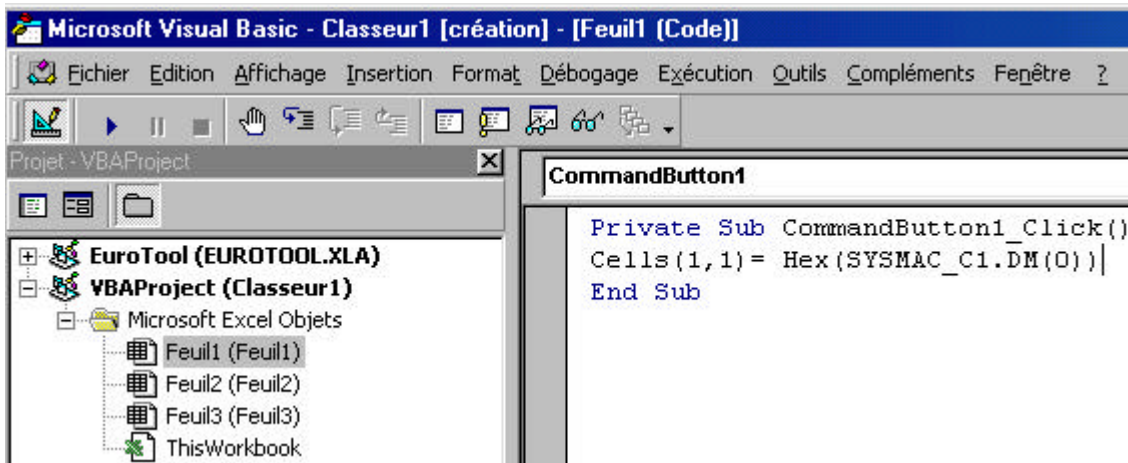 Microsoft Visual Basic - Classeur1 [création] - [Feuil1 (Code)]
Fichier Edition Affichage Insertion Format Débogage Exécution Outils Compléments Fenêtre ?
Projet - VBAProject
CommandButton1
Private Sub CommandButton1_Click()
Cells(1,1)= Hex(SYSMAC_C1.DM(0))
End Sub
EuroTool (EUROTOOL.XLA)
VBAProject (Classeur1)
Microsoft Excel Objets
Feuil1 (Feuil1)
Feuil2 (Feuil2)
Feuil3 (Feuil3)
ThisWorkbook